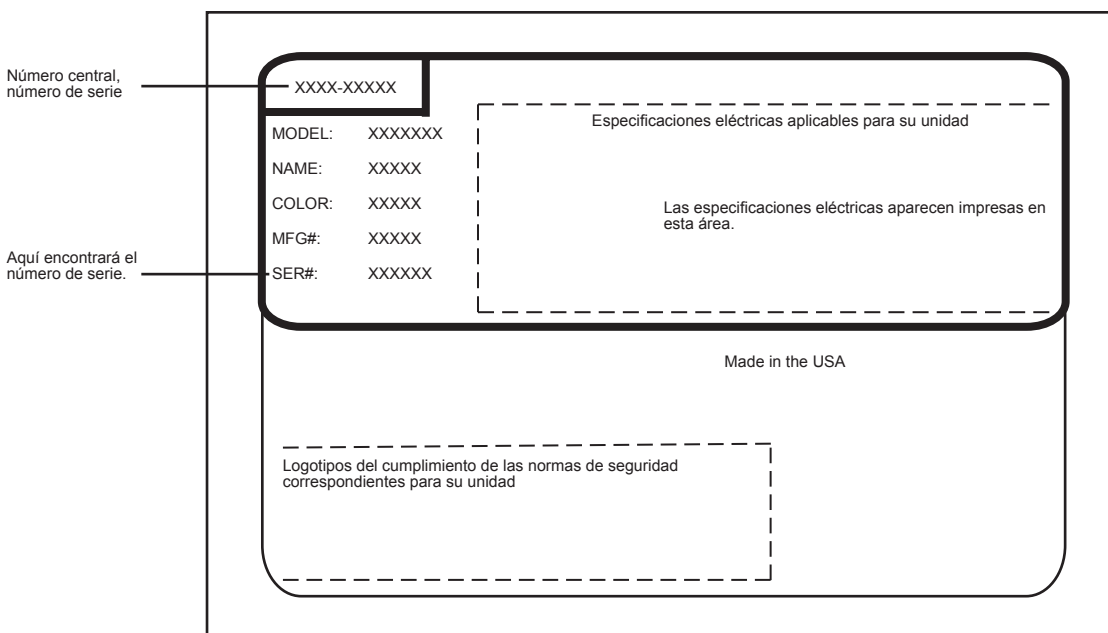 Número central,
número de serie
XXXX-XXXXX
MODEL: XXXXXXX
NAME: XXXXX
COLOR: XXXXX
MFG#: XXXXX
Aquí encontrará el
número de serie.
SER#: XXXXXX
Especificaciones eléctricas aplicables para su unidad
Las especificaciones eléctricas aparecen impresas en
esta área.
Made in the USA
Logotipos del cumplimiento de las normas de seguridad
correspondientes para su unidad